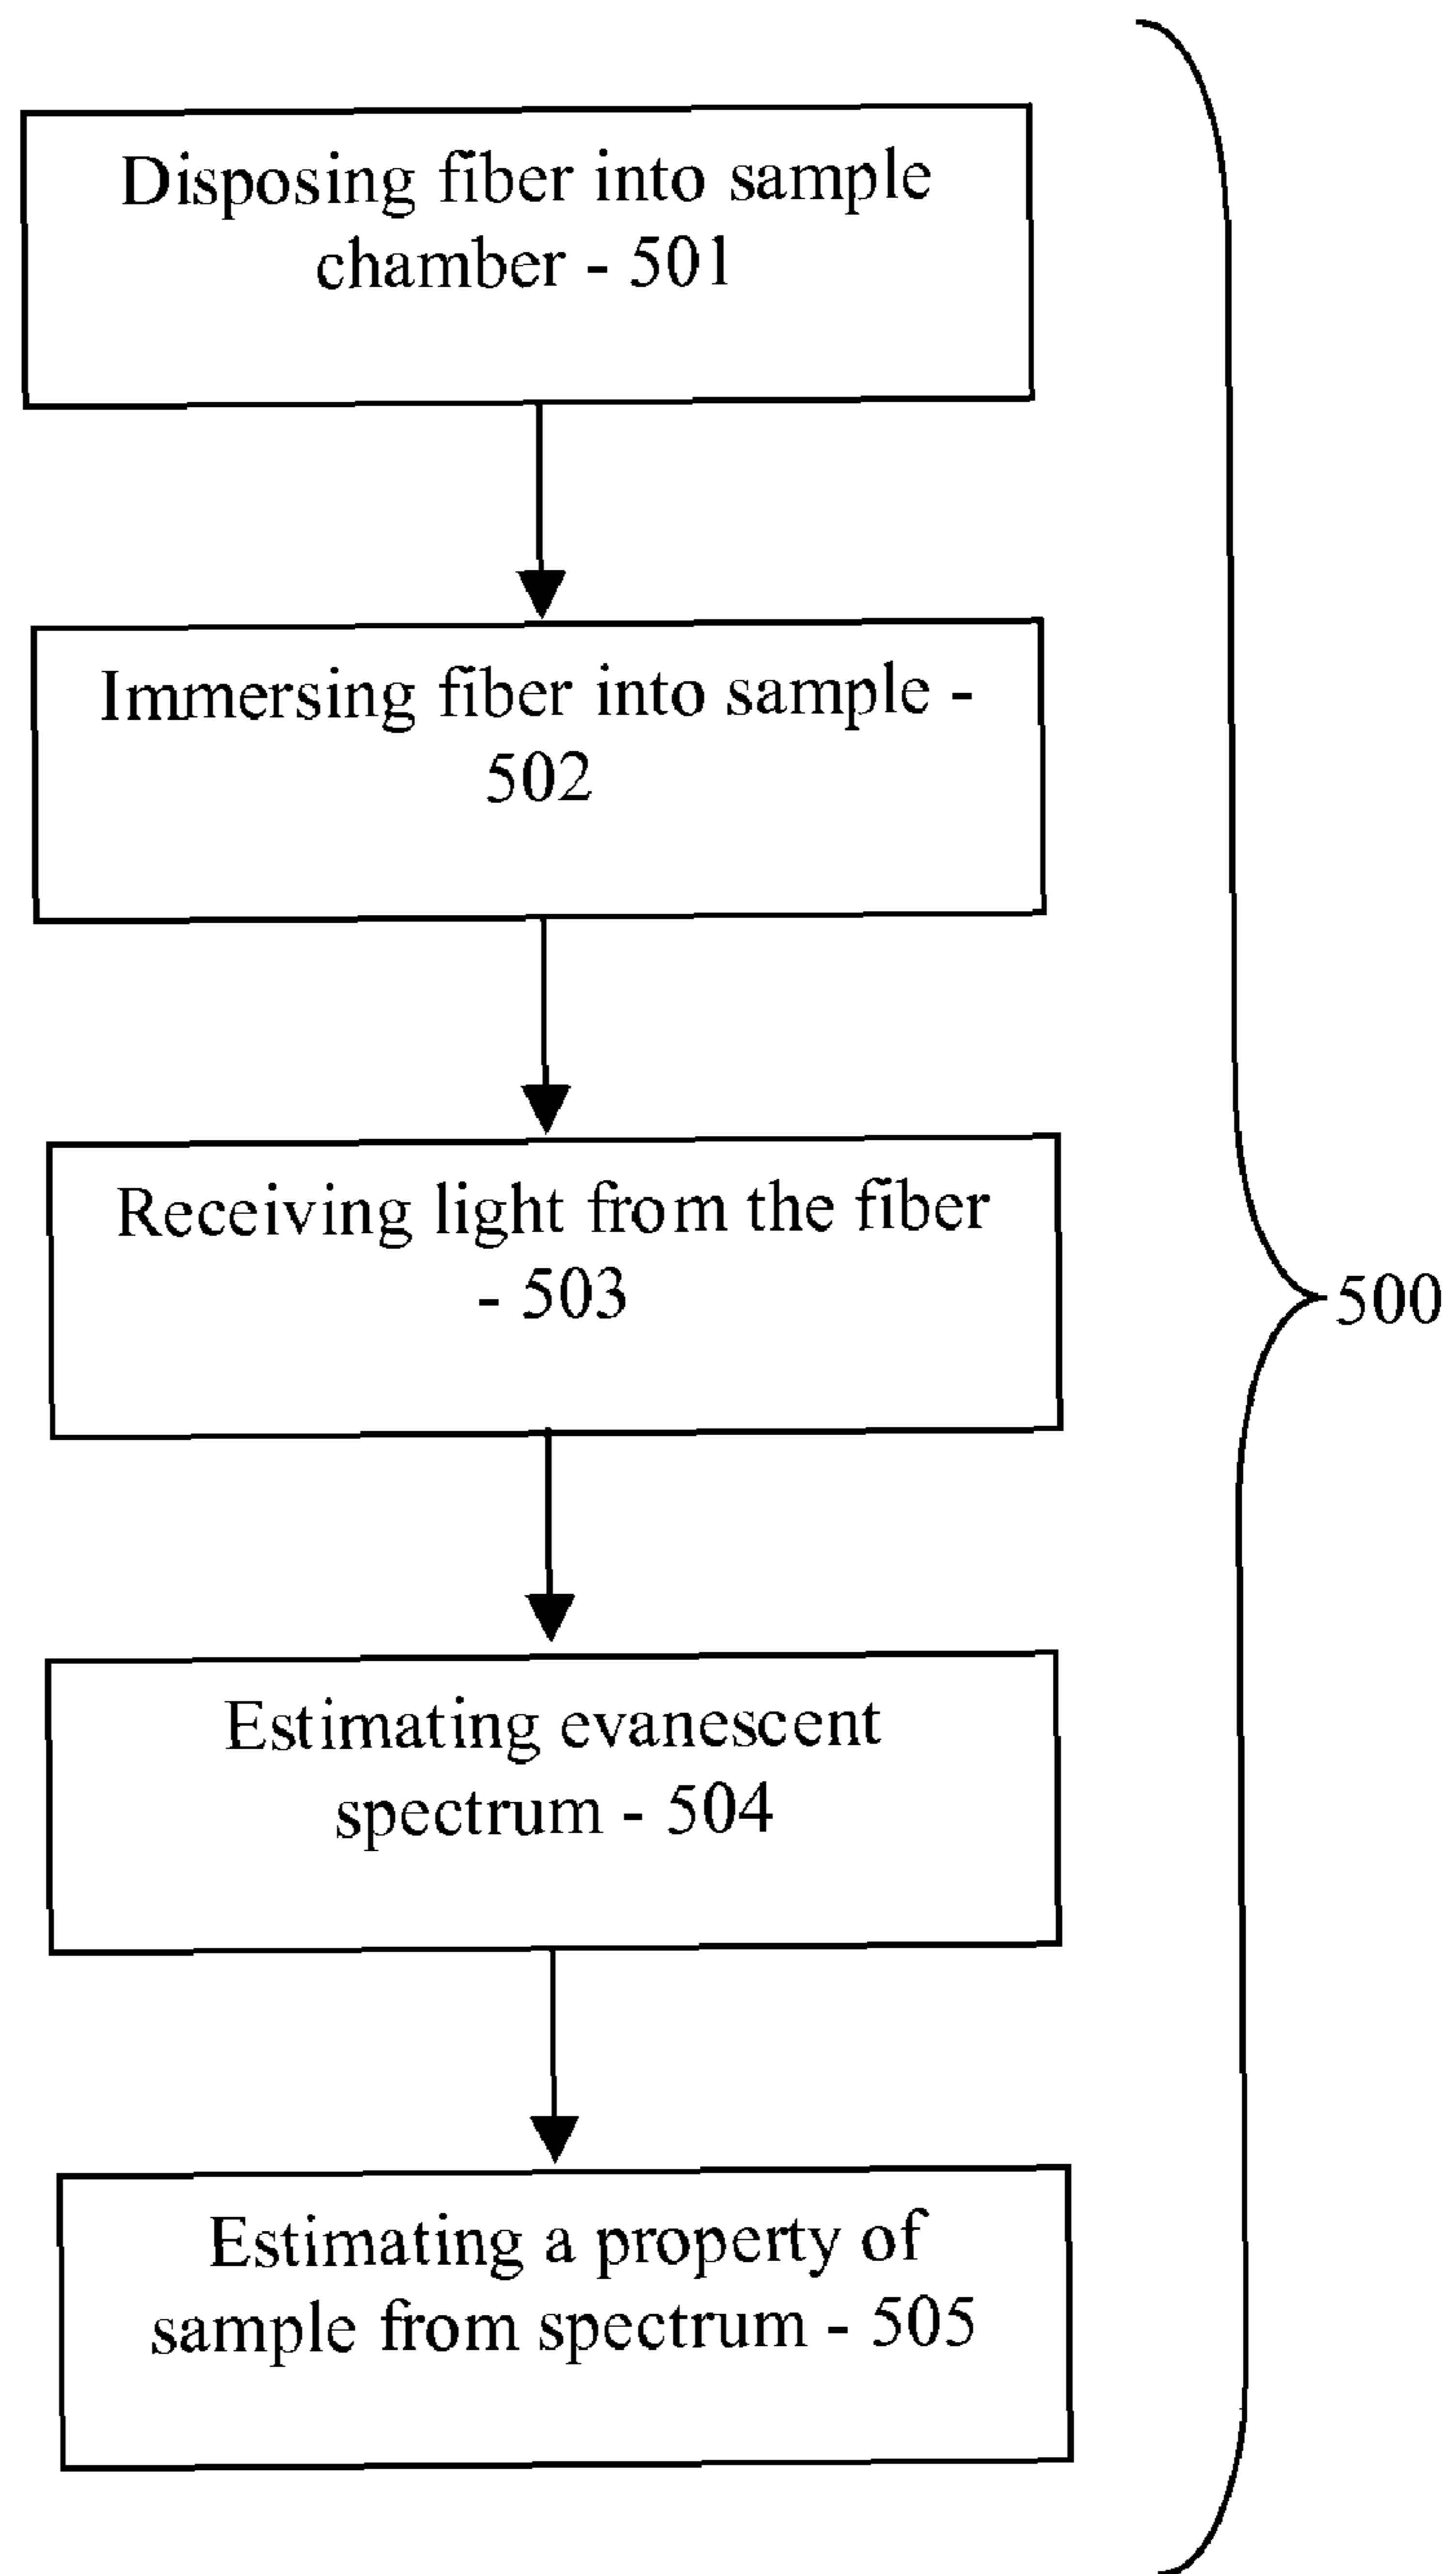 Disposing fiber into sample
chamber - 501
Immersing fiber into sample -
502
Receiving light from the fiber
- 503
500
Estimating evanescent
spectrum - 504
Estimating a property of
sample from spectrum - 505